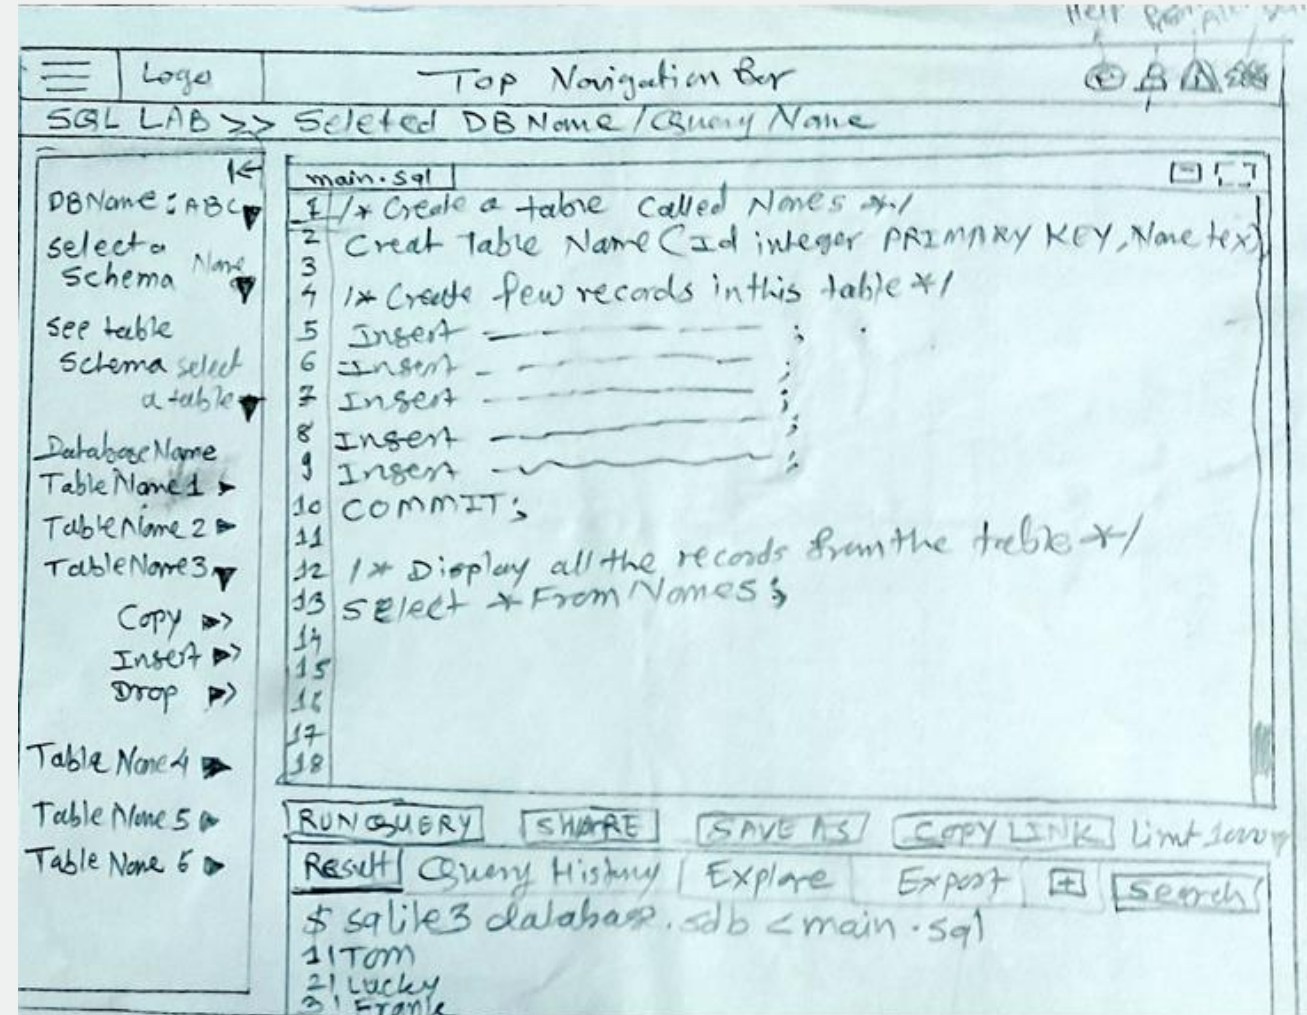 Help
Logo
Top Navigation Bar
SQL LAB >> Seleted DB Name/Query Name
DBName : ABC
select a
Schema
None
see table
Schema select
a table
Database Name
Table Name 1
Table Name 2
Table Name 3
Copy
Insert
Drop
Table Name 4
Table Name 5
Table Name 6
main.sql
1 /* Create a table Called Names */
2 Creat Table Name (Id integer PRIMARY KEY, Name tex)
3
4 /* Create few records in this table */
5 Insert ;
6 Insert ;
7 Insert ;
8 Insert ;
9 Insert ;
10 COMMIT;
11
12 /* Display all the records from the table */
13 Select * From Names ;
14
15
16
17
18
RUN QUERY SHARE SAVE AS COPY LINK Limt
Result Query History Explore Export + Search
$ sqlite3 database.sdb < main.sql
1|Tom
2|Lucky
3|Frank